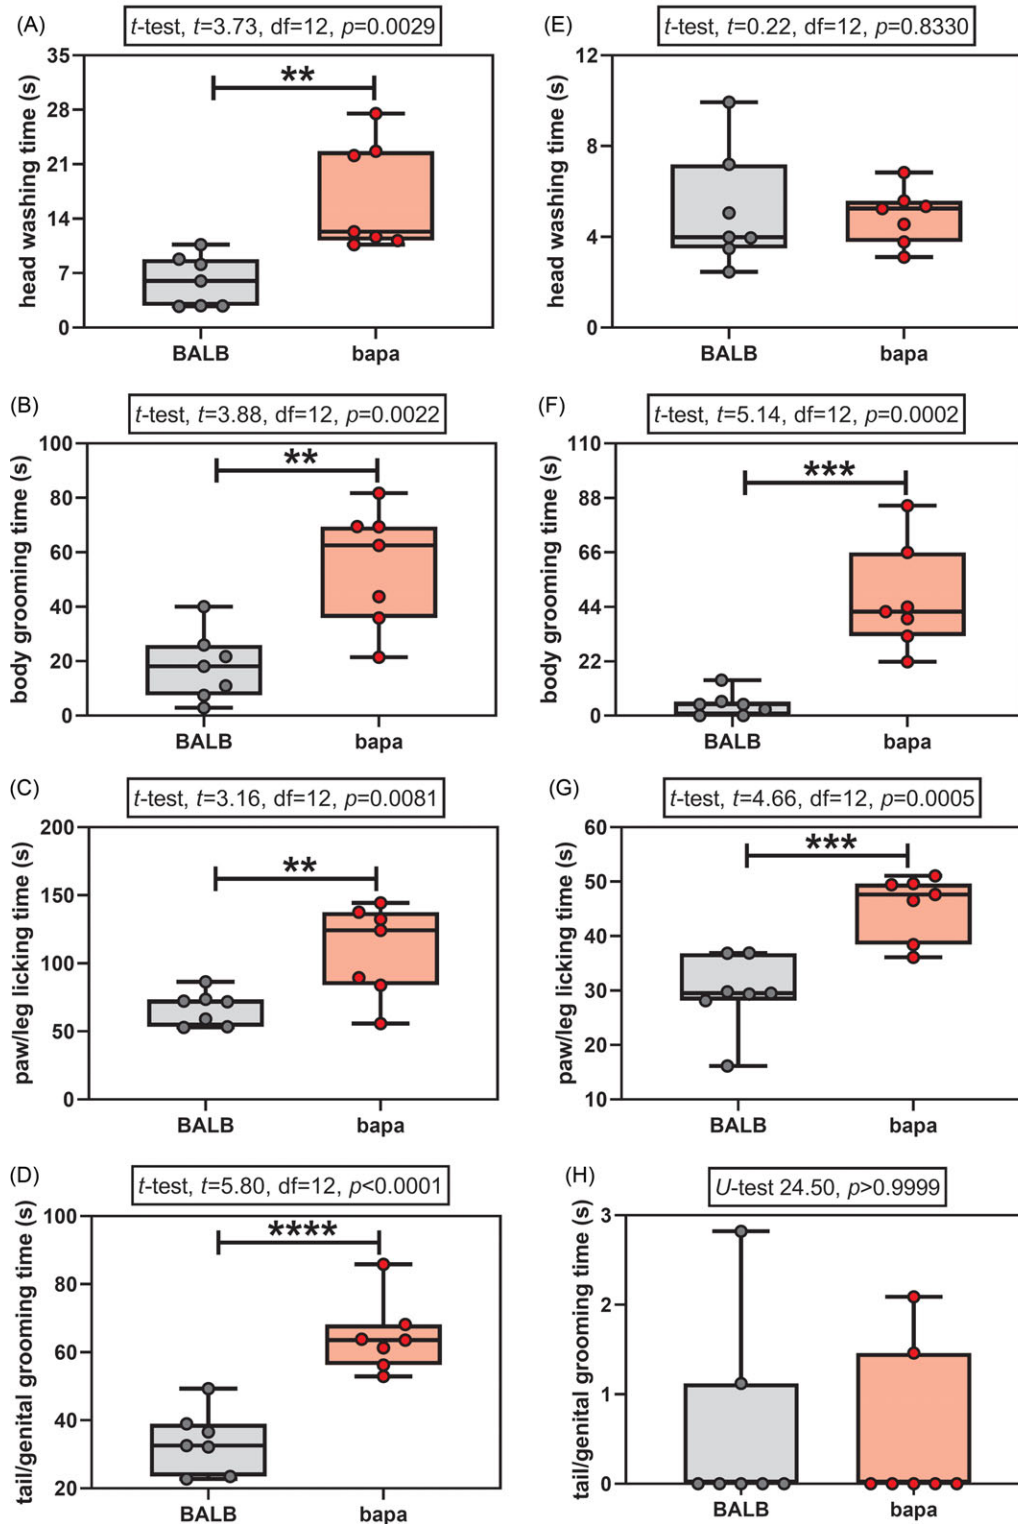 (A)
t-test, t=3.73, df=12, p=0.0029
head washing time (s)
35
28
21
14
7
0
**
BALB
bapa
(E)
t-test, t=0.22, df=12, p=0.8330
head washing time (s)
12
8
4
0
BALB
bapa
(B)
t-test, t=3.88, df=12, p=0.0022
body grooming time (s)
100
80
60
40
20
0
**
BALB
bapa
(F)
t-test, t=5.14, df=12, p=0.0002
body grooming time (s)
110
88
66
44
22
0
***
BALB
bapa
(C)
t-test, t=3.16, df=12, p=0.0081
paw/leg licking time (s)
200
150
100
50
0
**
BALB
bapa
(G)
t-test, t=4.66, df=12, p=0.0005
paw/leg licking time (s)
60
50
40
30
20
10
***
BALB
bapa
(D)
t-test, t=5.80, df=12, p<0.0001
tail/genital grooming time (s)
100
80
60
40
20
****
BALB
bapa
(H)
U-test 24.50, p>0.9999
tail/genital grooming time (s)
3
2
1
0
BALB
bapa